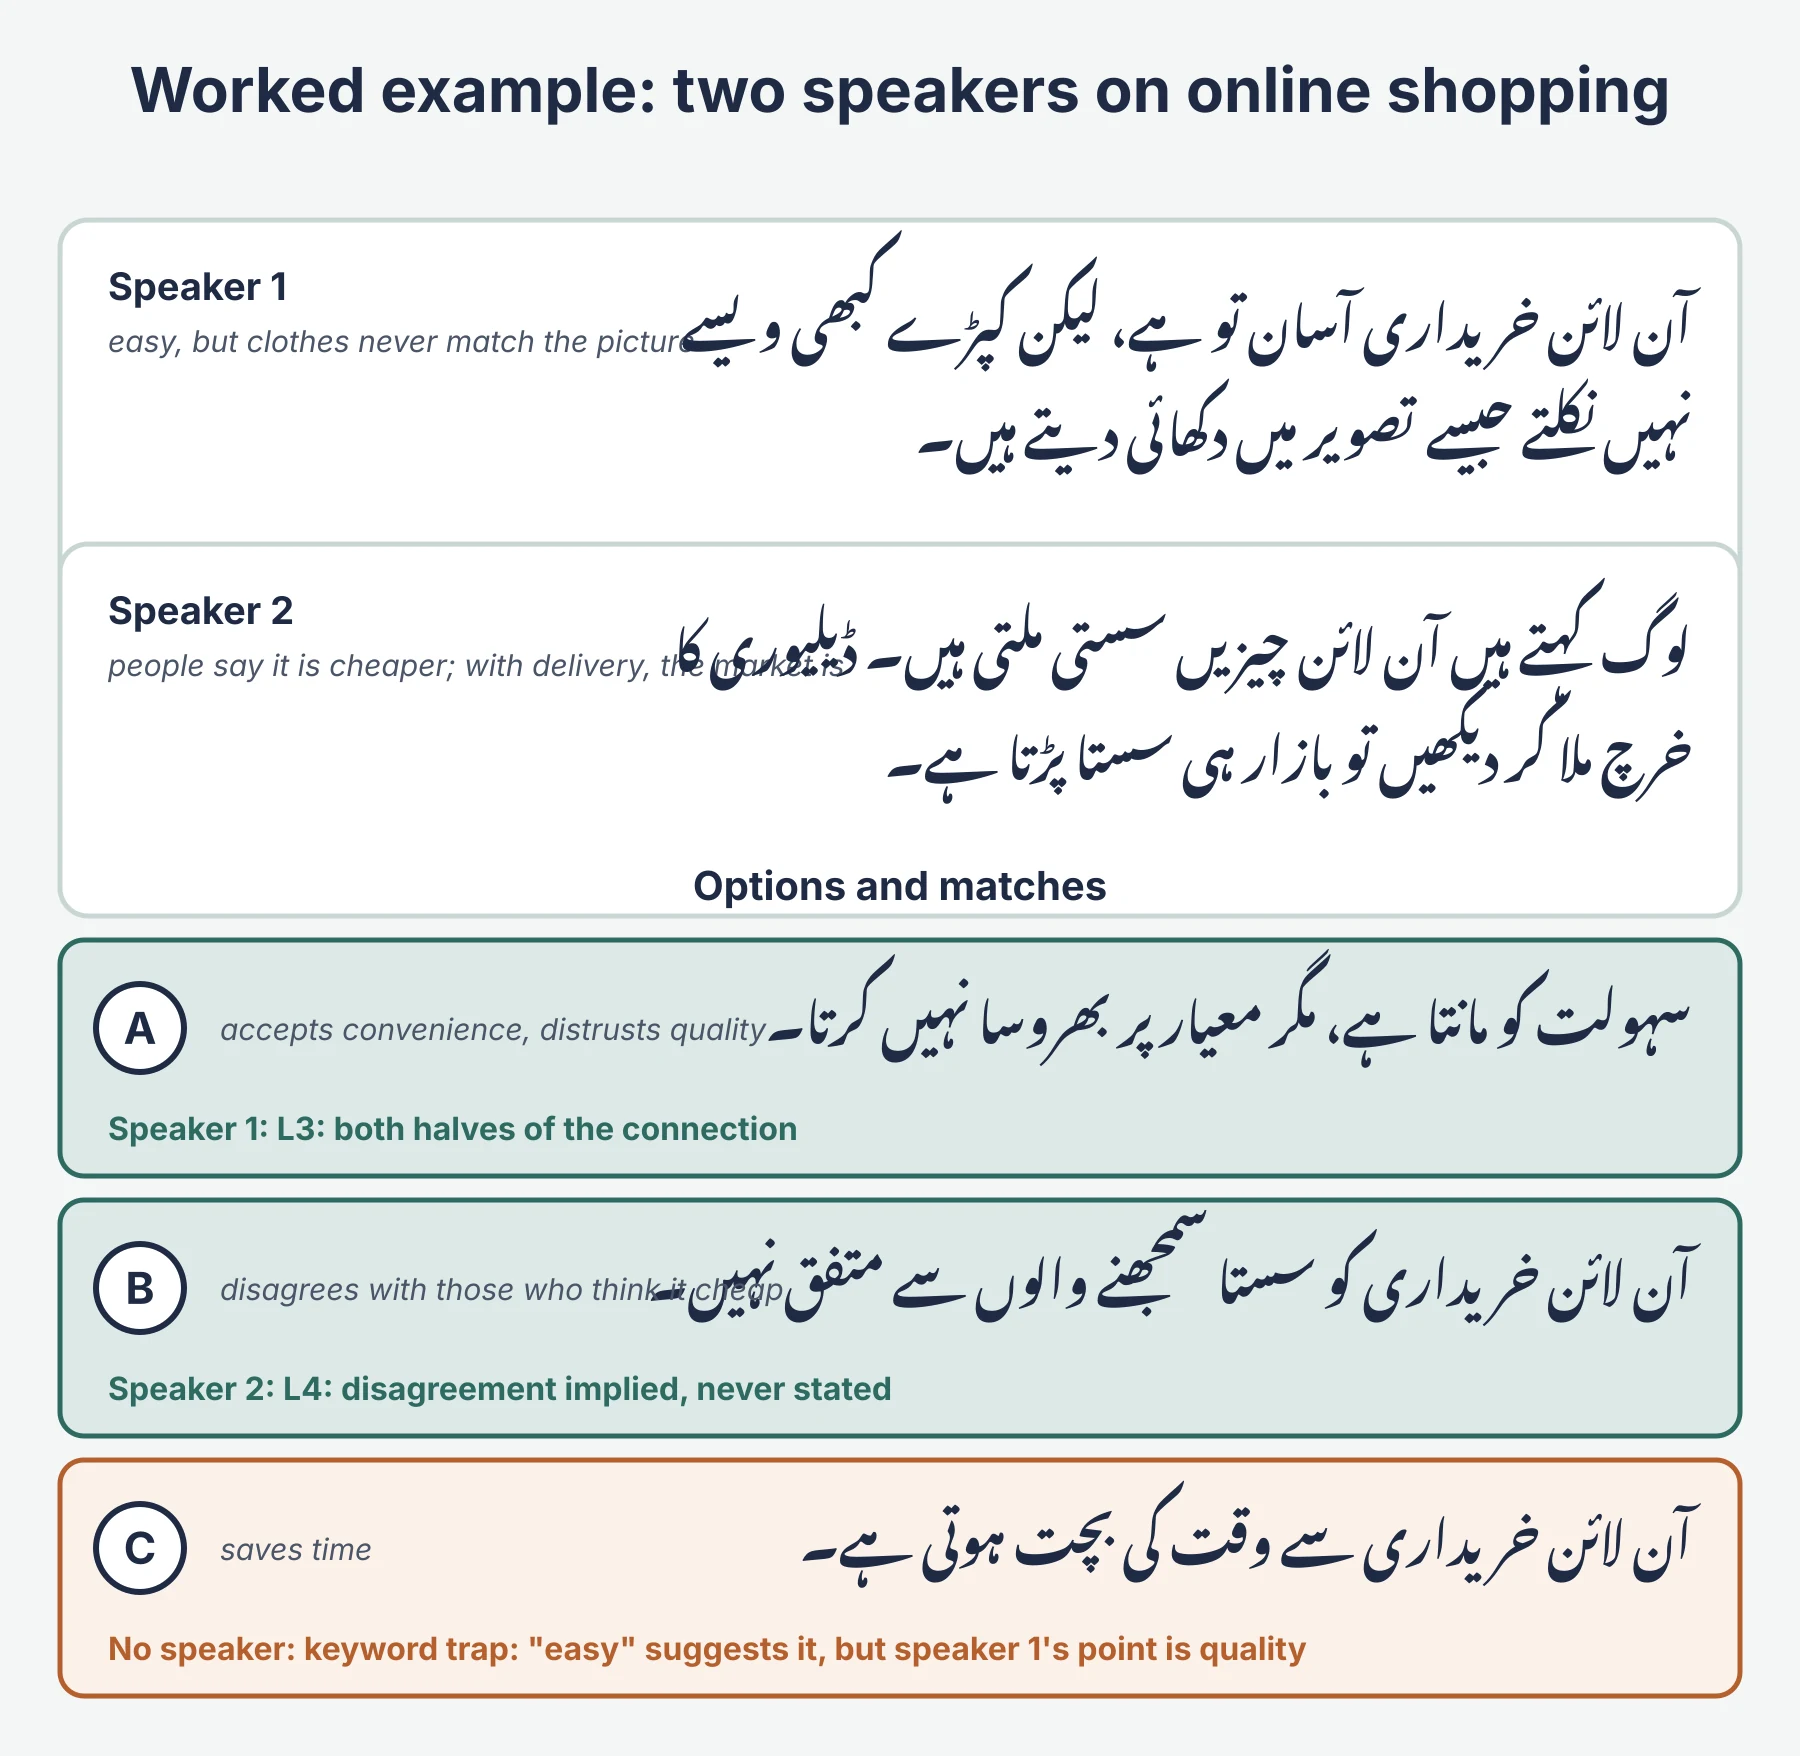 Worked example: two speakers on online shopping
Speaker 1
easy, but clothes never match the picture
آن لائن خریداری آسان تو ہے، لیکن کپڑے کبھی ویسے
نہیں نکلتے جیسے تصویر میں دکھائی دیتے ہیں۔
Speaker 2
people say it is cheaper; with delivery, the market is
لوگ کہتے ہیں آن لائن چیزیں سستی ملتی ہیں۔ ڈیلیوری کا
خرچ ملا کر دیکھیں تو بازار ہی سستا پڑتا ہے۔
Options and matches
A
accepts convenience, distrusts quality
سہولت کو مانتا ہے، مگر معیار پر بھروسا نہیں کرتا۔
Speaker 1: L3: both halves of the connection
B
disagrees with those who think it cheap
آن لائن خریداری کو سستا سمجھنے والوں سے متفق نہیں۔
Speaker 2: L4: disagreement implied, never stated
C
saves time
آن لائن خریداری سے وقت کی بچت ہوتی ہے۔
No speaker: keyword trap: "easy" suggests it, but speaker 1's point is quality